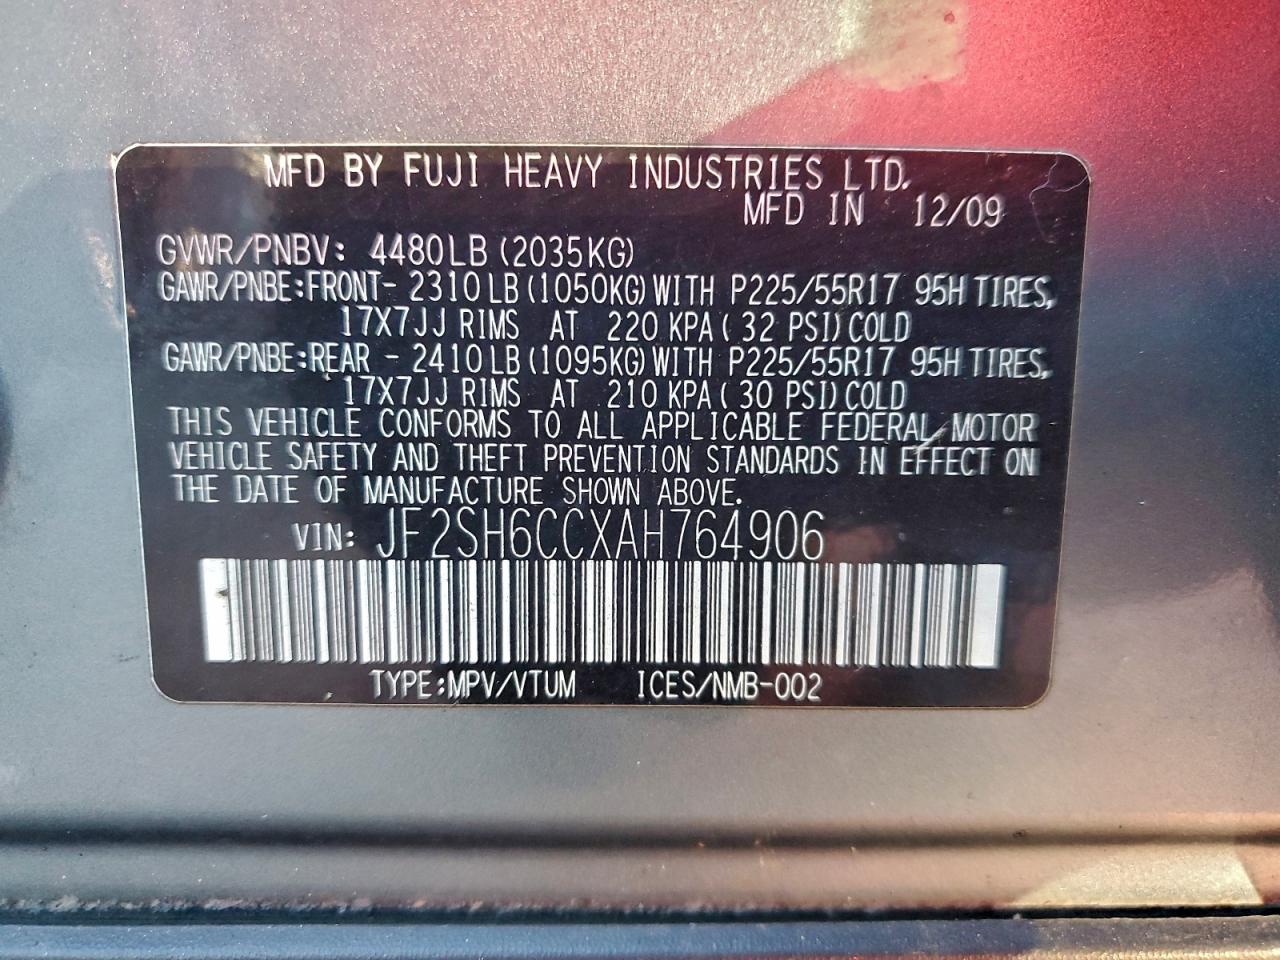 MFD BY FUJI HEAVY INDUSTRIES LTD.
MFD IN 12/09
GVWR/PNBV: 4480LB (2035KG)
GAWR/PNBE:FRONT- 2310LB (1050KG) WITH P225/55R17 95H TIRES,
17X7JJ RIMS AT 220 KPA ( 32 PSI) COLD
GAWR/PNBE:REAR - 2410LB (1095KG) WITH P225/55R17 95H TIRES,
17X7JJ RIMS AT 210 KPA ( 30 PSI) COLD
THIS VEHICLE CONFORMS TO ALL APPLICABLE FEDERAL MOTOR
VEHICLE SAFETY AND THEFT PREVENTION STANDARDS IN EFFECT ON
THE DATE OF MANUFACTURE SHOWN ABOVE.
VIN: JF2SH6CCXAH764906
TYPE:MPV/VTUM ICES/NMB-002